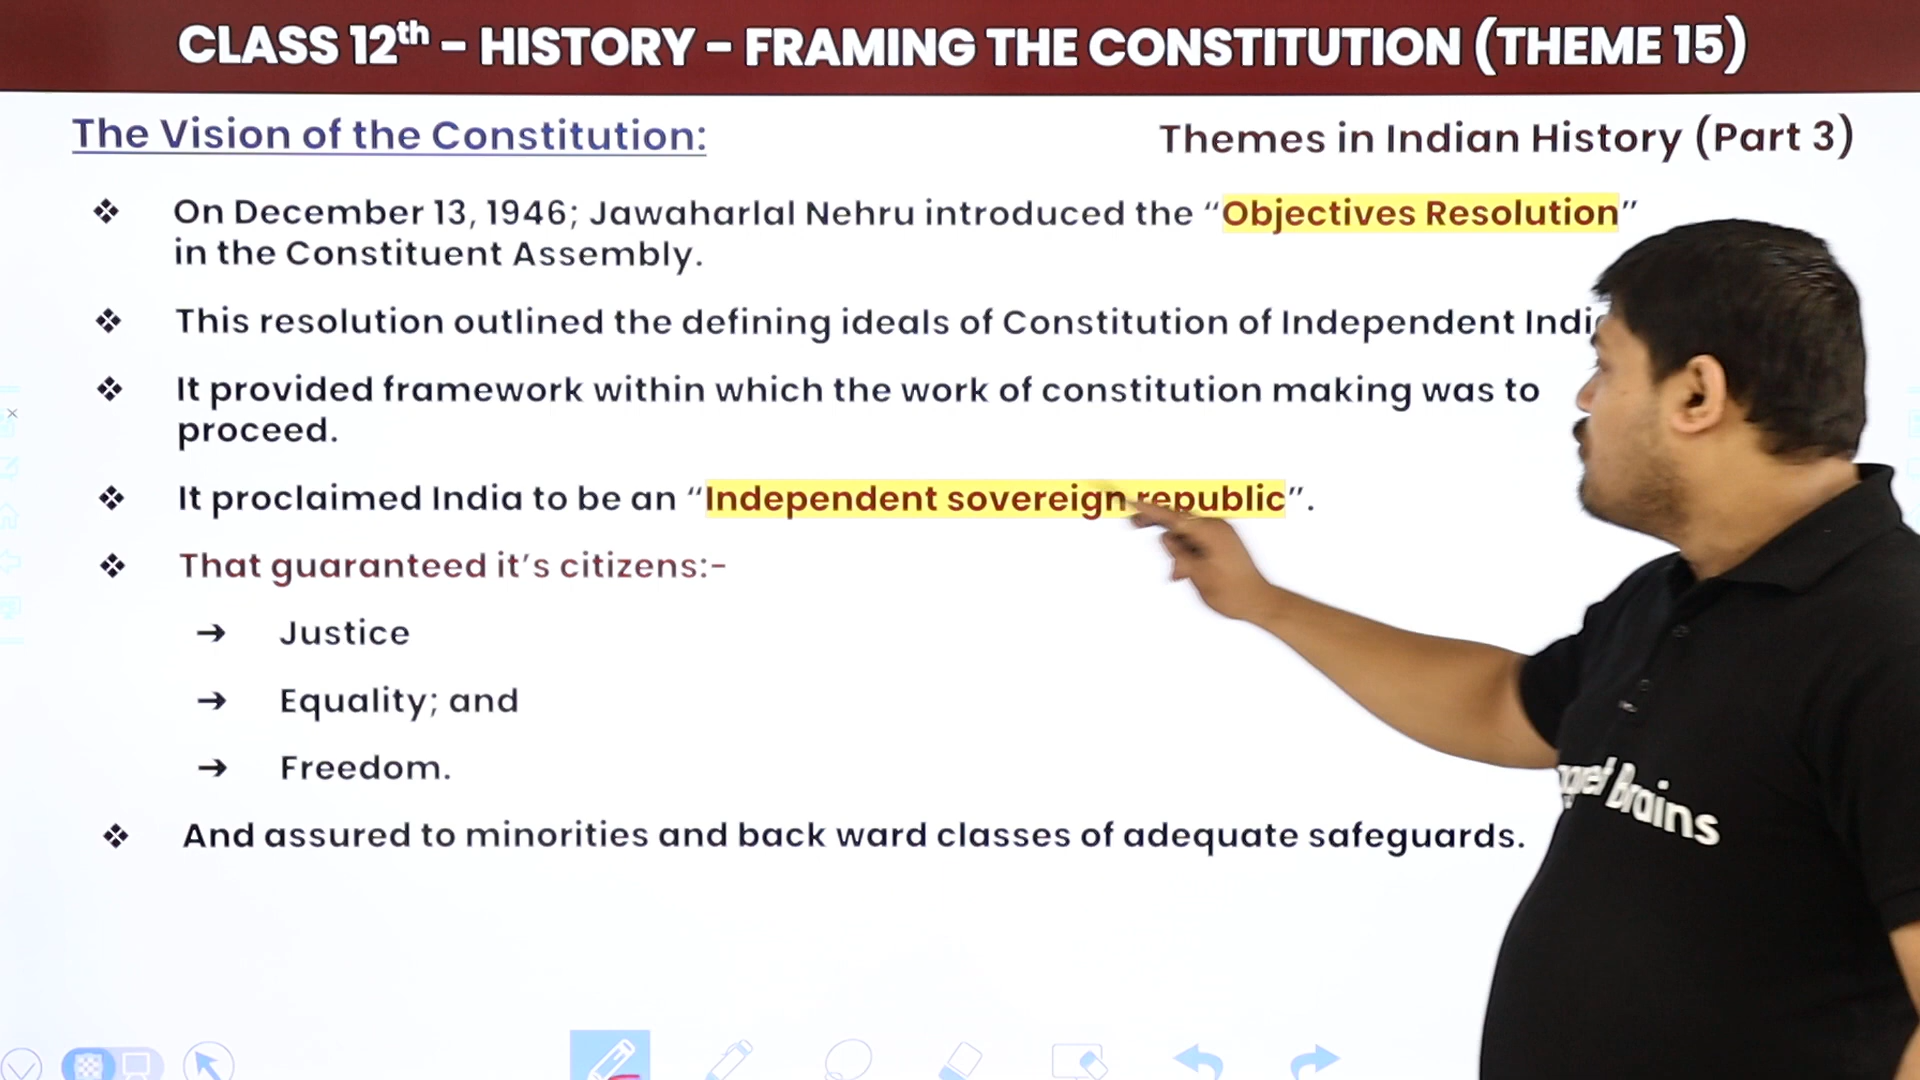 CLASS 12th – HISTORY – FRAMING THE CONSTITUTION (THEME 15)
The Vision of the Constitution:
Themes in Indian History (Part 3)
❖ On December 13, 1946; Jawaharlal Nehru introduced the “Objectives Resolution”
in the Constituent Assembly.
❖ This resolution outlined the defining ideals of Constitution of Independent
❖ It provided framework within which the work of constitution making was to
proceed.
❖ It proclaimed India to be an “Independent sovereign republic”.
❖ That guaranteed it’s citizens:-
→ Justice
→ Equality; and
→ Freedom.
❖ And assured to minorities and back ward classes of adequate safeguards.
Brains